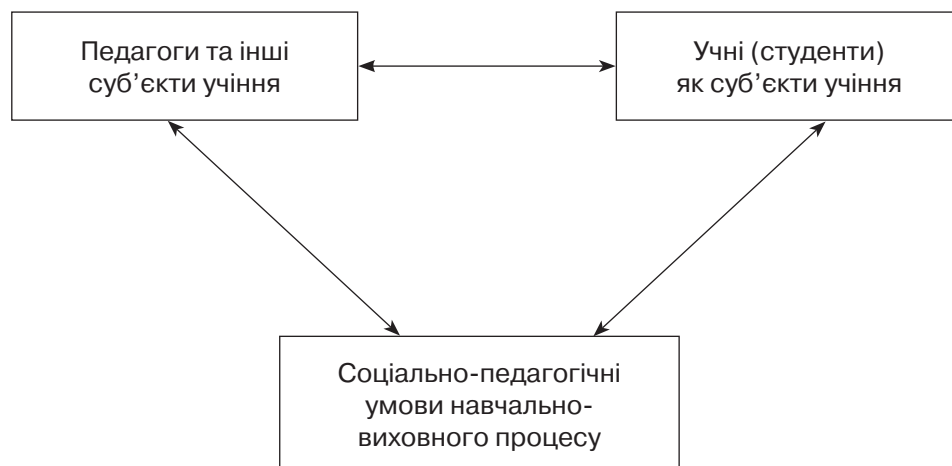 Педагоги та інші
суб’єкти учіння
Учні (студенти)
як суб’єкти учіння
Соціально-педагогічні
умови навчально-
виховного процесу